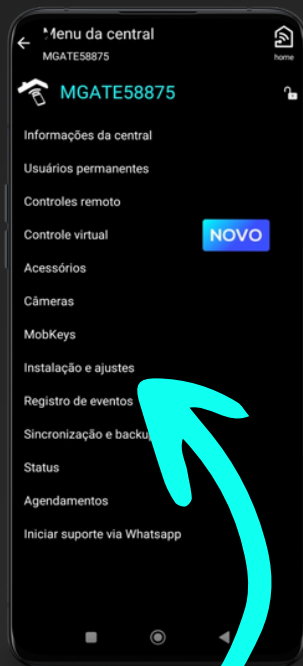 Menu da central
MGATE58875
home
MGATE58875
Informações da central
Usuários permanentes
Controles remoto
Controle virtual
NOVO
Acessórios
Câmeras
MobKeys
Instalação e ajustes
Registro de eventos
Sincronização e backup
Status
Agendamentos
Iniciar suporte via Whatsapp